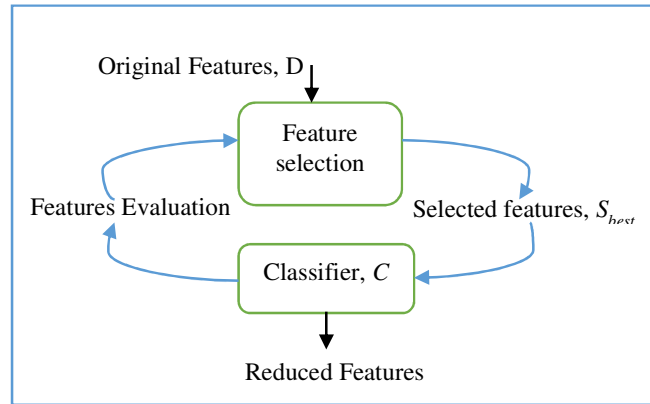 Original Features, D
Feature
selection
Features Evaluation
Selected features, S_best
Classifier, C
Reduced Features